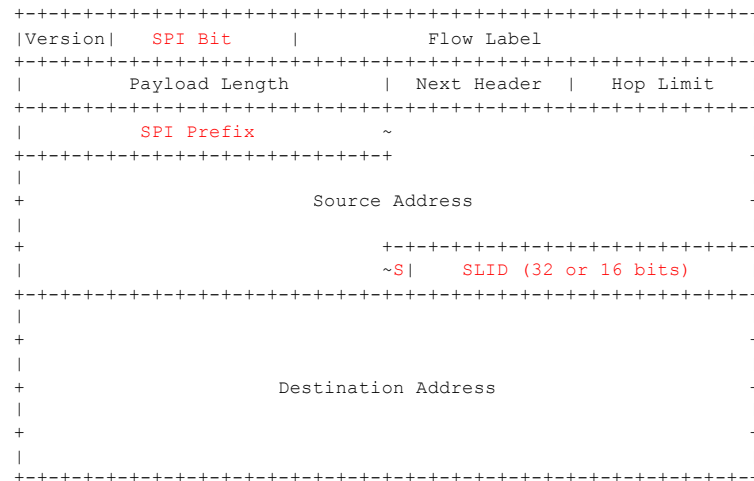 +-+-+-+-+-+-+-+-+-+-+-+-+-+-+-+-+-+-+-+-+-+-+-+-+-+-+-+-+-+-+-+-+-+-+-+-+-+-+-+-+-+-
|Version|   SPI Bit      |              Flow Label
+-+-+-+-+-+-+-+-+-+-+-+-+-+-+-+-+-+-+-+-+-+-+-+-+-+-+-+-+-+-+-+-+-+-+-+-+-+-+-+-+-+-
|         Payload Length         |  Next Header  |   Hop Limit
+-+-+-+-+-+-+-+-+-+-+-+-+-+-+-+-+-+-+-+-+-+-+-+-+-+-+-+-+-+-+-+-+-+-+-+-+-+-+-+-+-+-
|          SPI Prefix           ~
+-+-+-+-+-+-+-+-+-+-+-+-+-+-+-+-+-+-+-+-+                                         -
|
+                         Source Address                        -
|
+                               +-+--+-+-+-+-+-+-+-+-+-+-+-+-+-+-+-+-+--
|                               ~S|   SLID (32 or 16 bits)
+-+-+-+-+-+-+-+-+-+-+-+-+-+-+-+-+-+-+-+-+-+-+-+-+-+-+-+-+-+-+-+-+-+-+-+-+-+-+-+-+-+-
|
+                                                               -
|
+                      Destination Address                      -
|
+                                                               -
|
+-+-+-+-+-+-+-+-+-+-+-+-+-+-+-+-+-+-+-+-+-+-+-+-+-+-+-+-+-+-+-+-+-+-+-+-+-+-+-+-+-+-